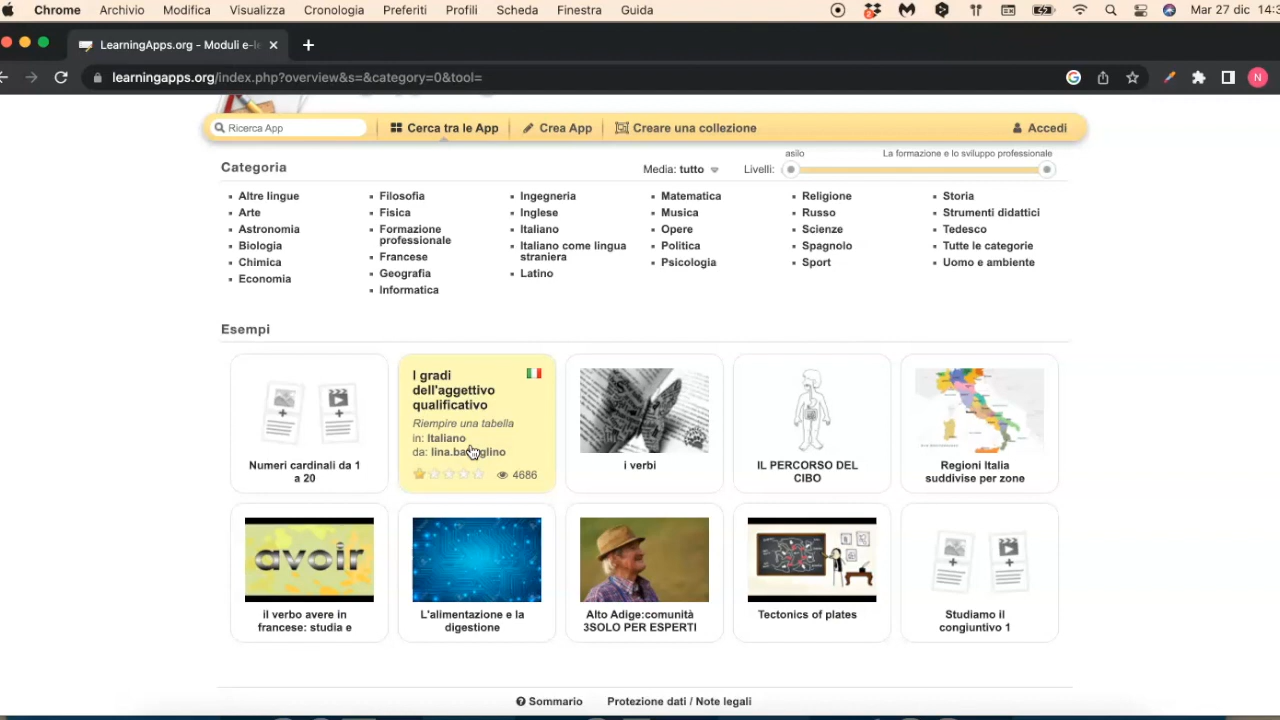 Chrome Archivio Modifica Visualizza Cronologia Preferiti Profili Scheda Finestra Guida Mar 27 dic
LearningApps.org - Moduli e-le
learningapps.org/index.php?overview&s=&category=0&tool=
N
Ricerca App Cerca tra le App Crea App Creare una collezione Accedi
asilo La formazione e lo sviluppo professionale
Categoria Media: tutto Livelli:
Altre lingue
Arte
Astronomia
Biologia
Chimica
Economia
Filosofia
Fisica
Formazione
professionale
Francese
Geografia
Informatica
Ingegneria
Inglese
Italiano
Italiano come lingua
straniera
Latino
Matematica
Musica
Opere
Politica
Psicologia
Religione
Russo
Scienze
Spagnolo
Sport
Storia
Strumenti didattici
Tedesco
Tutte le categorie
Uomo e ambiente
Esempi
Numeri cardinali da 1
a 20
I gradi
dell'aggettivo
qualificativo
Riempire una tabella
in: Italiano
da:
4686
i verbi
IL PERCORSO DEL
CIBO
Regioni Italia
suddivise per zone
avoir
il verbo avere in
francese: studia e
L'alimentazione e la
digestione
Alto Adige:comunità
3SOLO PER ESPERTI
Tectonics of plates
Studiamo il
congiuntivo 1
Sommario Protezione dati / Note legali